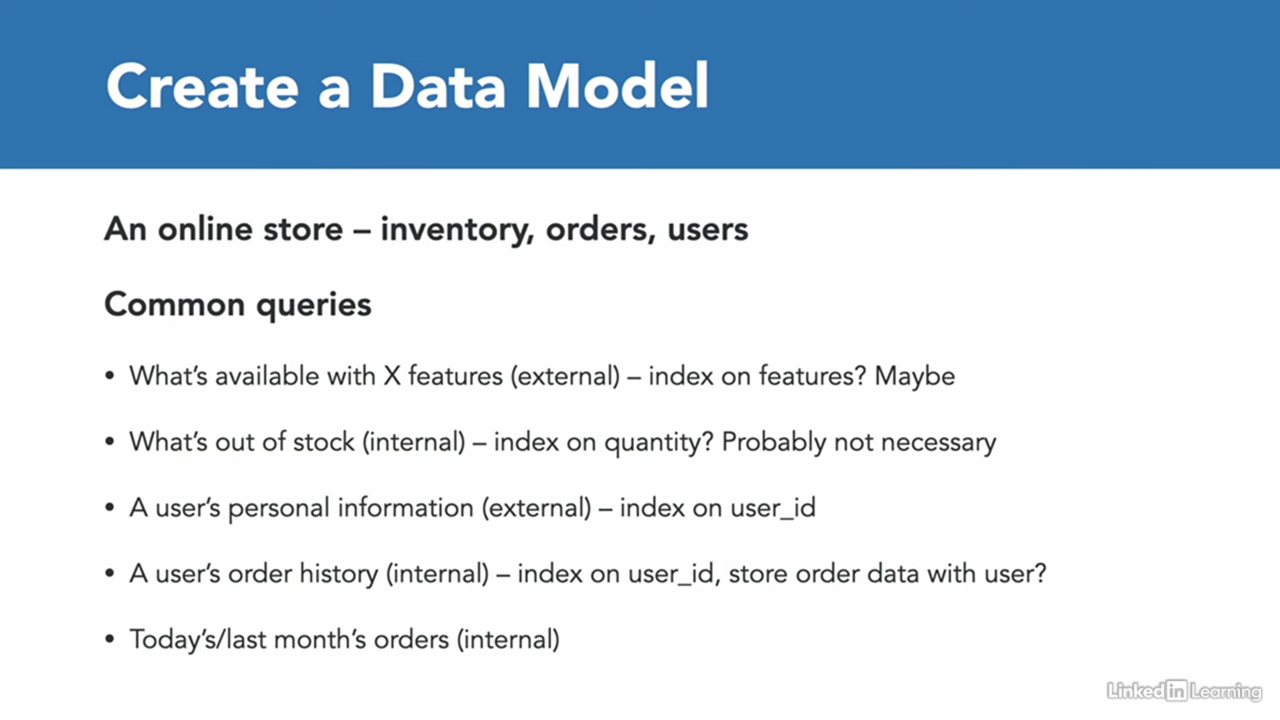 Create a Data Model
An online store – inventory, orders, users
Common queries
• What's available with X features (external) – index on features? Maybe
• What's out of stock (internal) – index on quantity? Probably not necessary
• A user's personal information (external) – index on user_id
• A user's order history (internal) – index on user_id, store order data with user?
• Today's/last month's orders (internal)
Linked in Learning